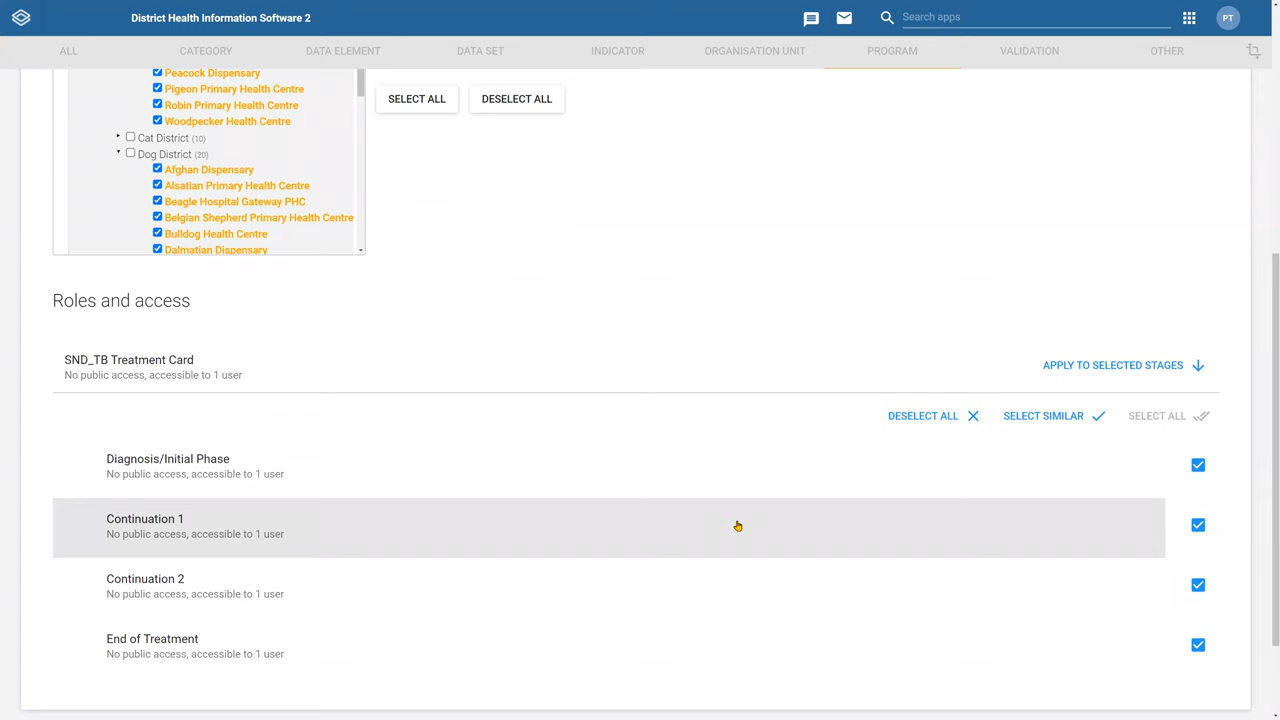 District Health Information Software 2
Search apps
PT
ALL
CATEGORY
DATA ELEMENT
DATA SET
INDICATOR
ORGANISATION UNIT
PROGRAM
VALIDATION
OTHER
Peacock Dispensary
Pigeon Primary Health Centre
Robin Primary Health Centre
Woodpecker Health Centre
Cat District (10)
Dog District (20)
Afghan Dispensary
Alsatian Primary Health Centre
Beagle Hospital Gateway PHC
Belgian Shepherd Primary Health Centre
Bulldog Health Centre
Dalmatian Dispensary
SELECT ALL
DESELECT ALL
Roles and access
SND_TB Treatment Card
No public access, accessible to 1 user
APPLY TO SELECTED STAGES
DESELECT ALL
SELECT SIMILAR
SELECT ALL
Diagnosis/Initial Phase
No public access, accessible to 1 user
Continuation 1
No public access, accessible to 1 user
Continuation 2
No public access, accessible to 1 user
End of Treatment
No public access, accessible to 1 user